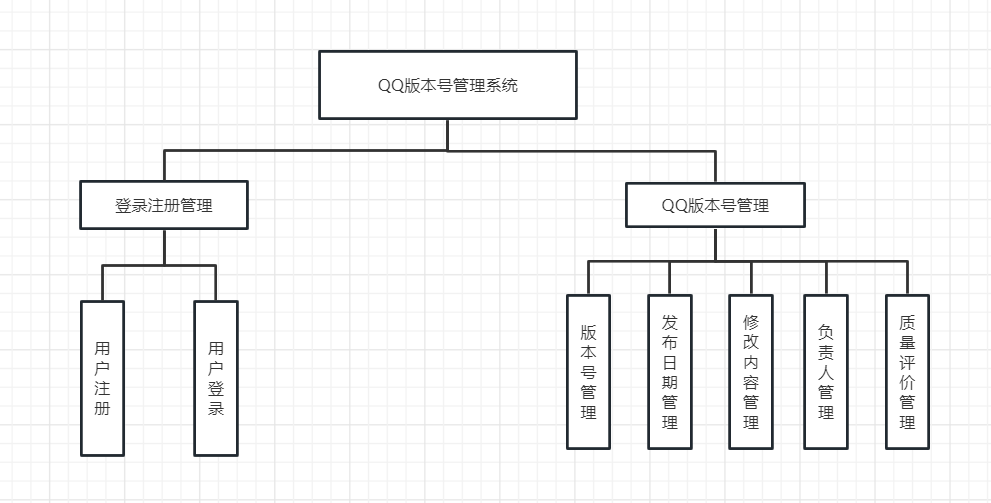 QQ版本号管理系统
登录注册管理
QQ版本号管理
用户注册
用户登录
版本号管理
发布日期管理
修改内容管理
负责人管理
质量评价管理